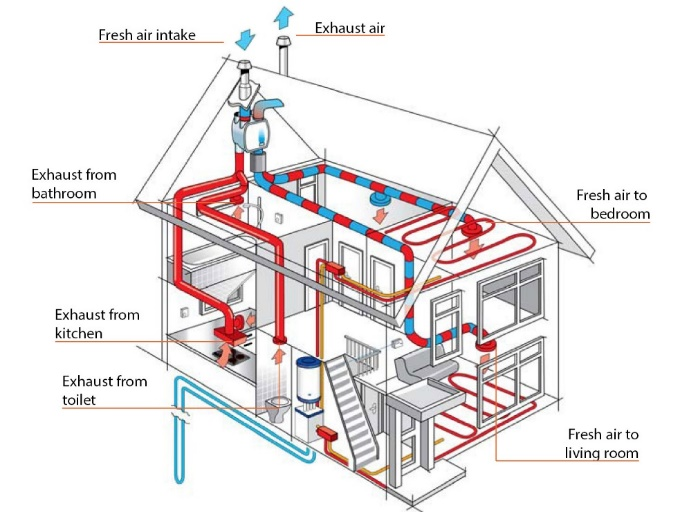 Fresh air intake
Exhaust air
Exhaust from
bathroom
Fresh air to
bedroom
Exhaust from
kitchen
Exhaust from
toilet
Fresh air to
living room